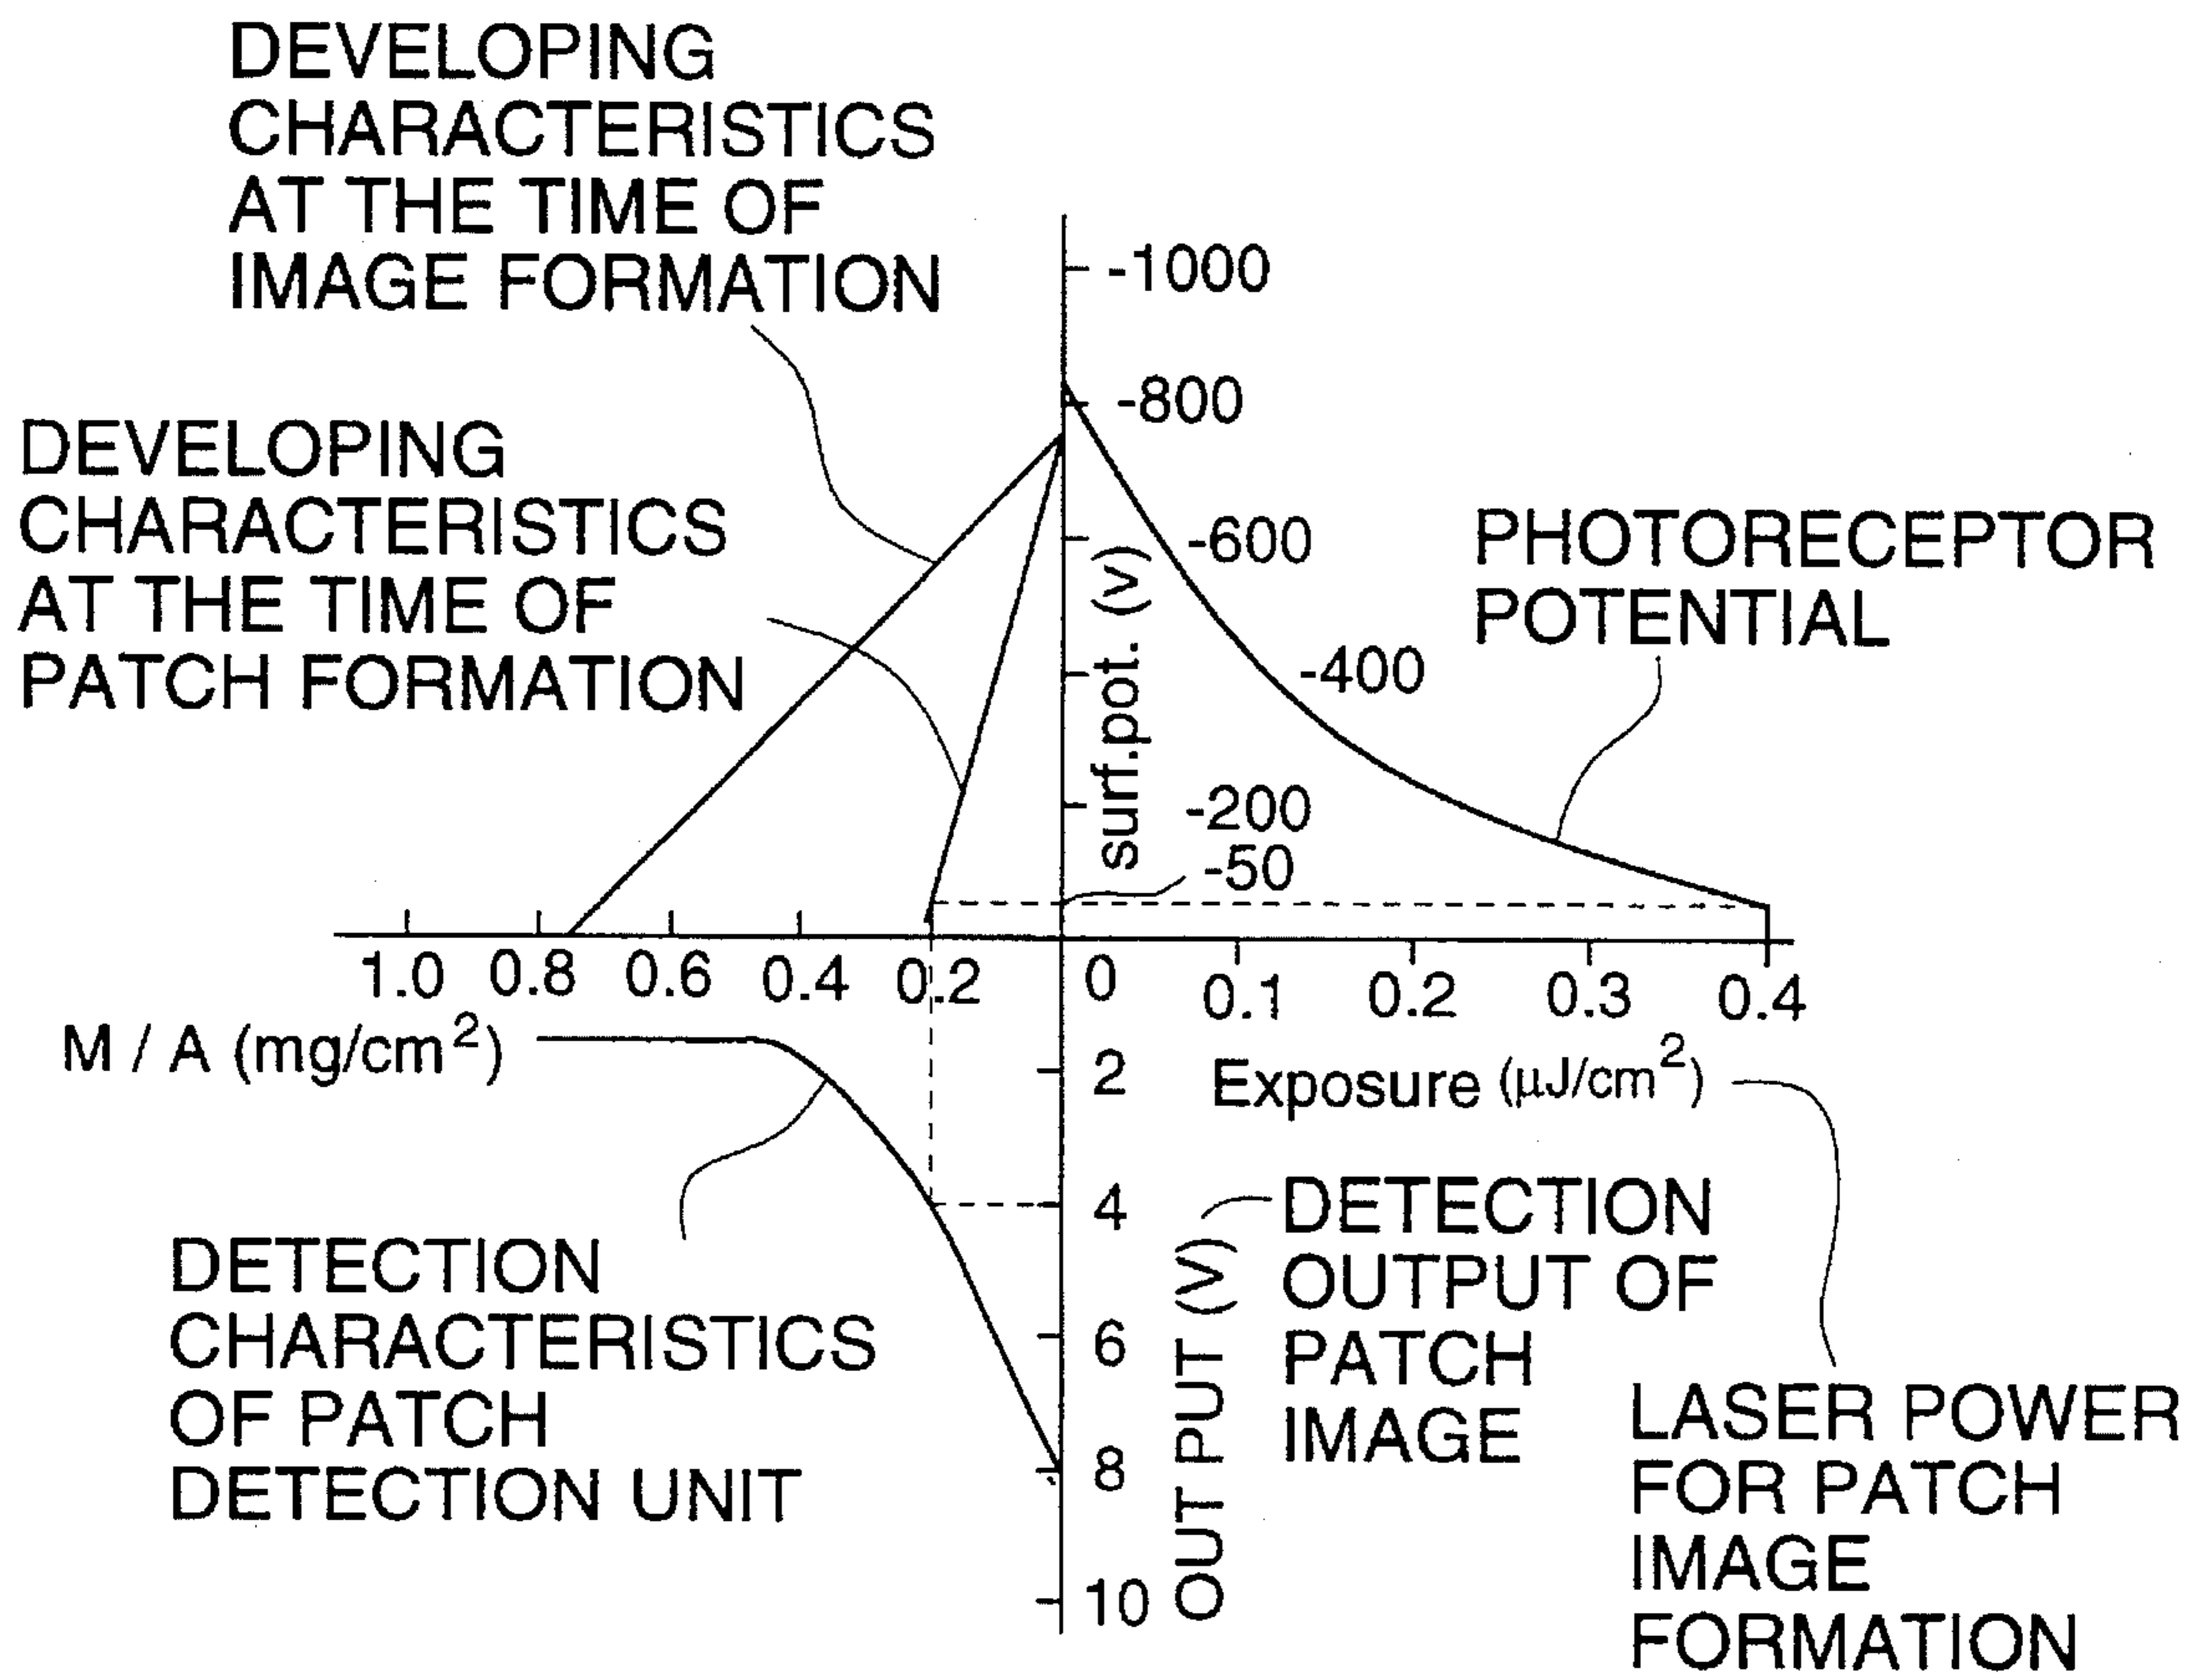 DEVELOPING
CHARACTERISTICS
AT THE TIME OF
IMAGE FORMATION
DEVELOPING
CHARACTERISTICS
AT THE TIME OF
PATCH FORMATION
-1000
-800
-600
-400
-200
-50
surf.pot. (v)
PHOTORECEPTOR
POTENTIAL
1.0 0.8 0.6 0.4 0.2 0 0.1 0.2 0.3 0.4
M / A (mg/cm²)
Exposure (μJ/cm²)
2
4
6
8
10
OUT PUT (V)
DETECTION
OUTPUT OF
PATCH
IMAGE
DETECTION
CHARACTERISTICS
OF PATCH
DETECTION UNIT
LASER POWER
FOR PATCH
IMAGE
FORMATION